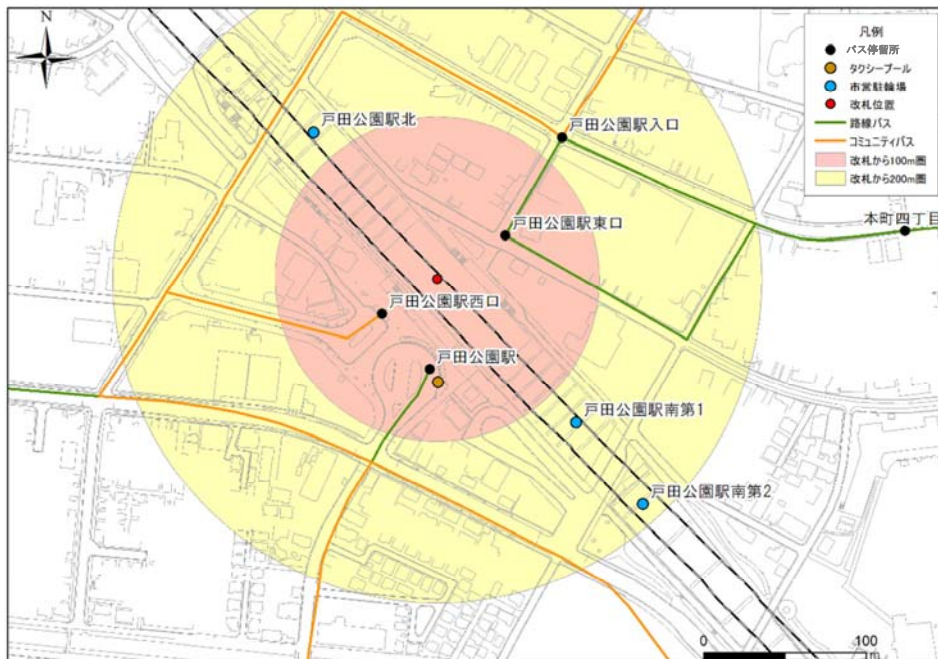 N
凡例
バス停留所
タクシープール
市営駐輪場
改札位置
路線バス
コミュニティバス
改札から100m圏
改札から200m圏
戸田公園駅北
戸田公園駅入口
本町四丁目
戸田公園駅東口
戸田公園駅西口
戸田公園駅
戸田公園駅南第1
戸田公園駅南第2
0
100
m